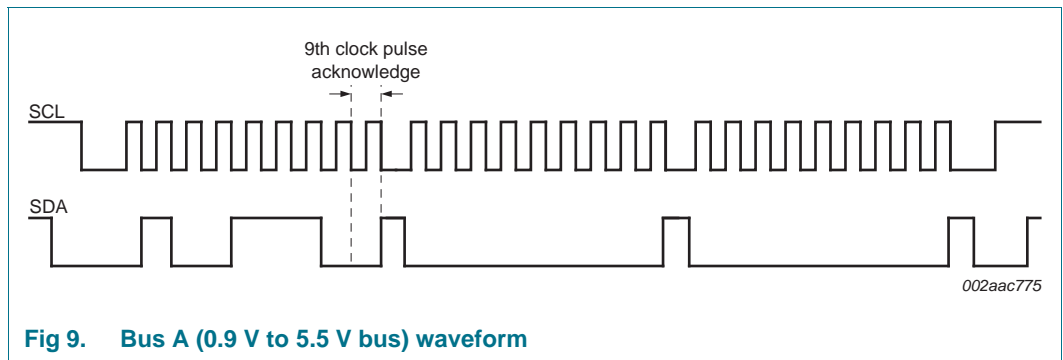 9th clock pulse
acknowledge
SCL
SDA
002aac775
Fig 9. Bus A (0.9 V to 5.5 V bus) waveform